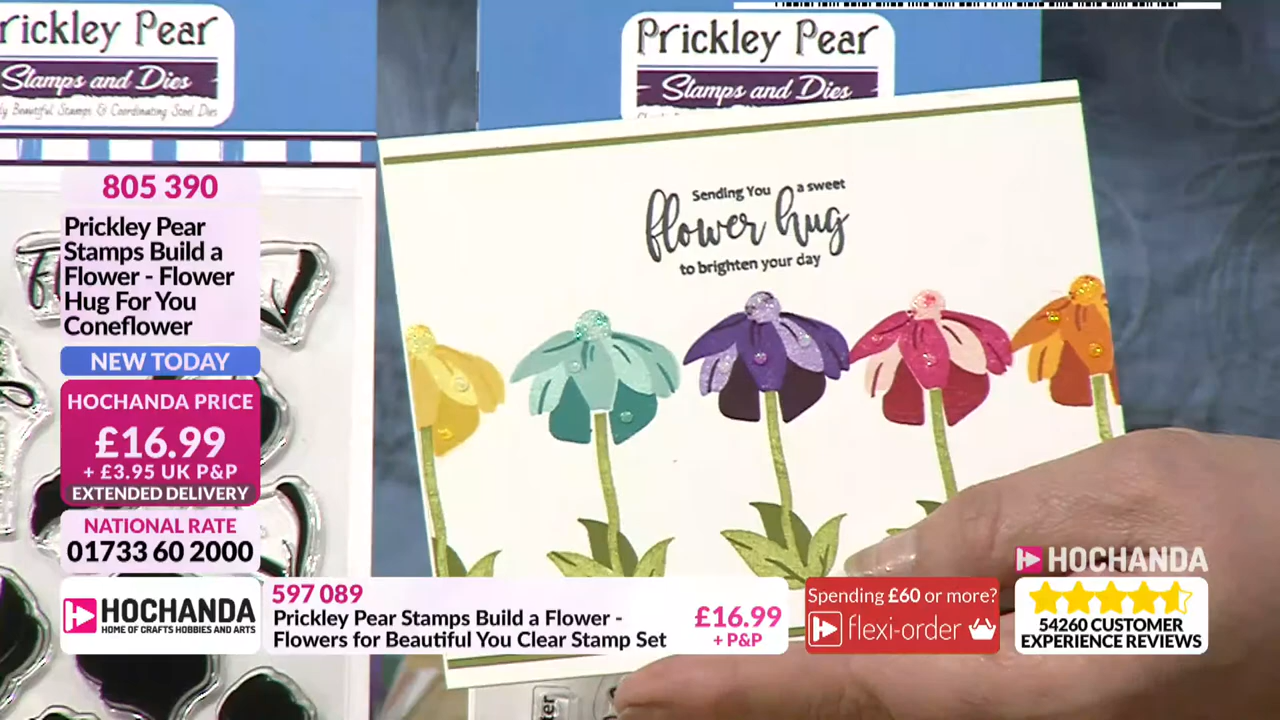 rickley Pear
Stamps and Dies
y Beautiful Stamps & Coordinating Steel Dies
Prickley Pear
Stamps and Dies
805 390
Prickley Pear
Stamps Build a
Flower - Flower
Hug For You
Coneflower
NEW TODAY
HOCHANDA PRICE
£16.99
+ £3.95 UK P&P
EXTENDED DELIVERY
NATIONAL RATE
01733 60 2000
Sending You a sweet
flower hug
to brighten your day
HOCHANDA
HOCHANDA
HOME OF CRAFTS HOBBIES AND ARTS
597 089
Prickley Pear Stamps Build a Flower -
Flowers for Beautiful You Clear Stamp Set
£16.99
+ P&P
Spending £60 or more?
flexi-order
54260 CUSTOMER
EXPERIENCE REVIEWS